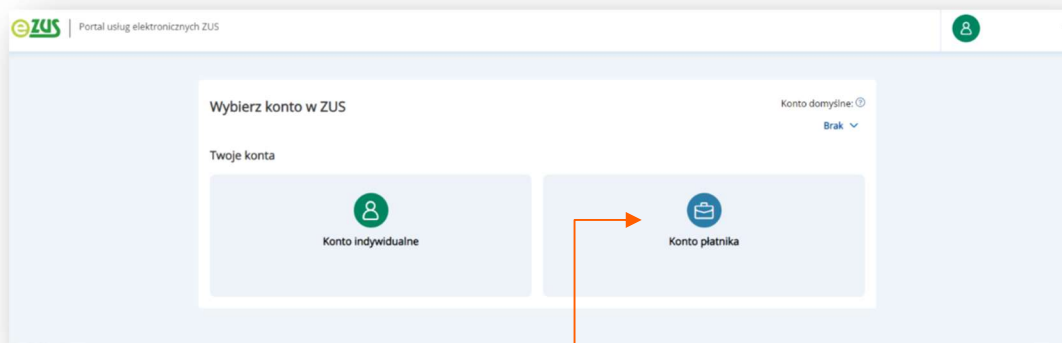 eZUS Portal usług elektronicznych ZUS
Wybierz konto w ZUS
Konto domyślne:
Brak
Twoje konta
Konto indywidualne
Konto płatnika